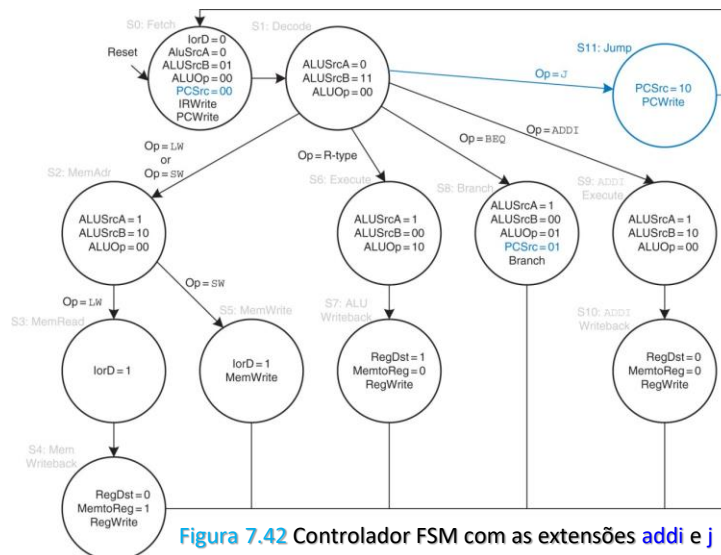 S0: Fetch
S1: Decode
Reset
IorD = 0
AluSrcA = 0
ALUSrcB = 01
ALUOp = 00
PCSrc = 00
IRWrite
PCWrite
ALUSrcA = 0
ALUSrcB = 11
ALUOp = 00
S11: Jump
Op = J
PCSrc = 10
PCWrite
Op = LW
or
Op = SW
Op = R-type
Op = BEQ
Op = ADDI
S2: MemAdr
S6: Execute
S8: Branch
S9: ADDI
Execute
ALUSrcA = 1
ALUSrcB = 10
ALUOp = 00
ALUSrcA = 1
ALUSrcB = 00
ALUOp = 10
ALUSrcA = 1
ALUSrcB = 00
ALUOp = 01
PCSrc = 01
Branch
ALUSrcA = 1
ALUSrcB = 10
ALUOp = 00
Op = LW
Op = SW
S3: MemRead
S5: MemWrite
S7: ALU
Writeback
S10: ADDI
Writeback
IorD = 1
IorD = 1
MemWrite
RegDst = 1
MemtoReg = 0
RegWrite
RegDst = 0
MemtoReg = 0
RegWrite
S4: Mem
Writeback
RegDst = 0
MemtoReg = 1
RegWrite
Figura 7.42 Controlador FSM com as extensões addi e j